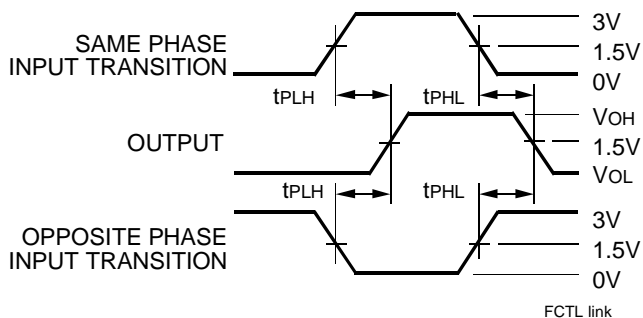 3V
SAME PHASE
INPUT TRANSITION
1.5V
0V
tPLH
tPHL
VOH
OUTPUT
1.5V
VOL
tPLH
tPHL
3V
OPPOSITE PHASE
INPUT TRANSITION
1.5V
0V
FCTL link